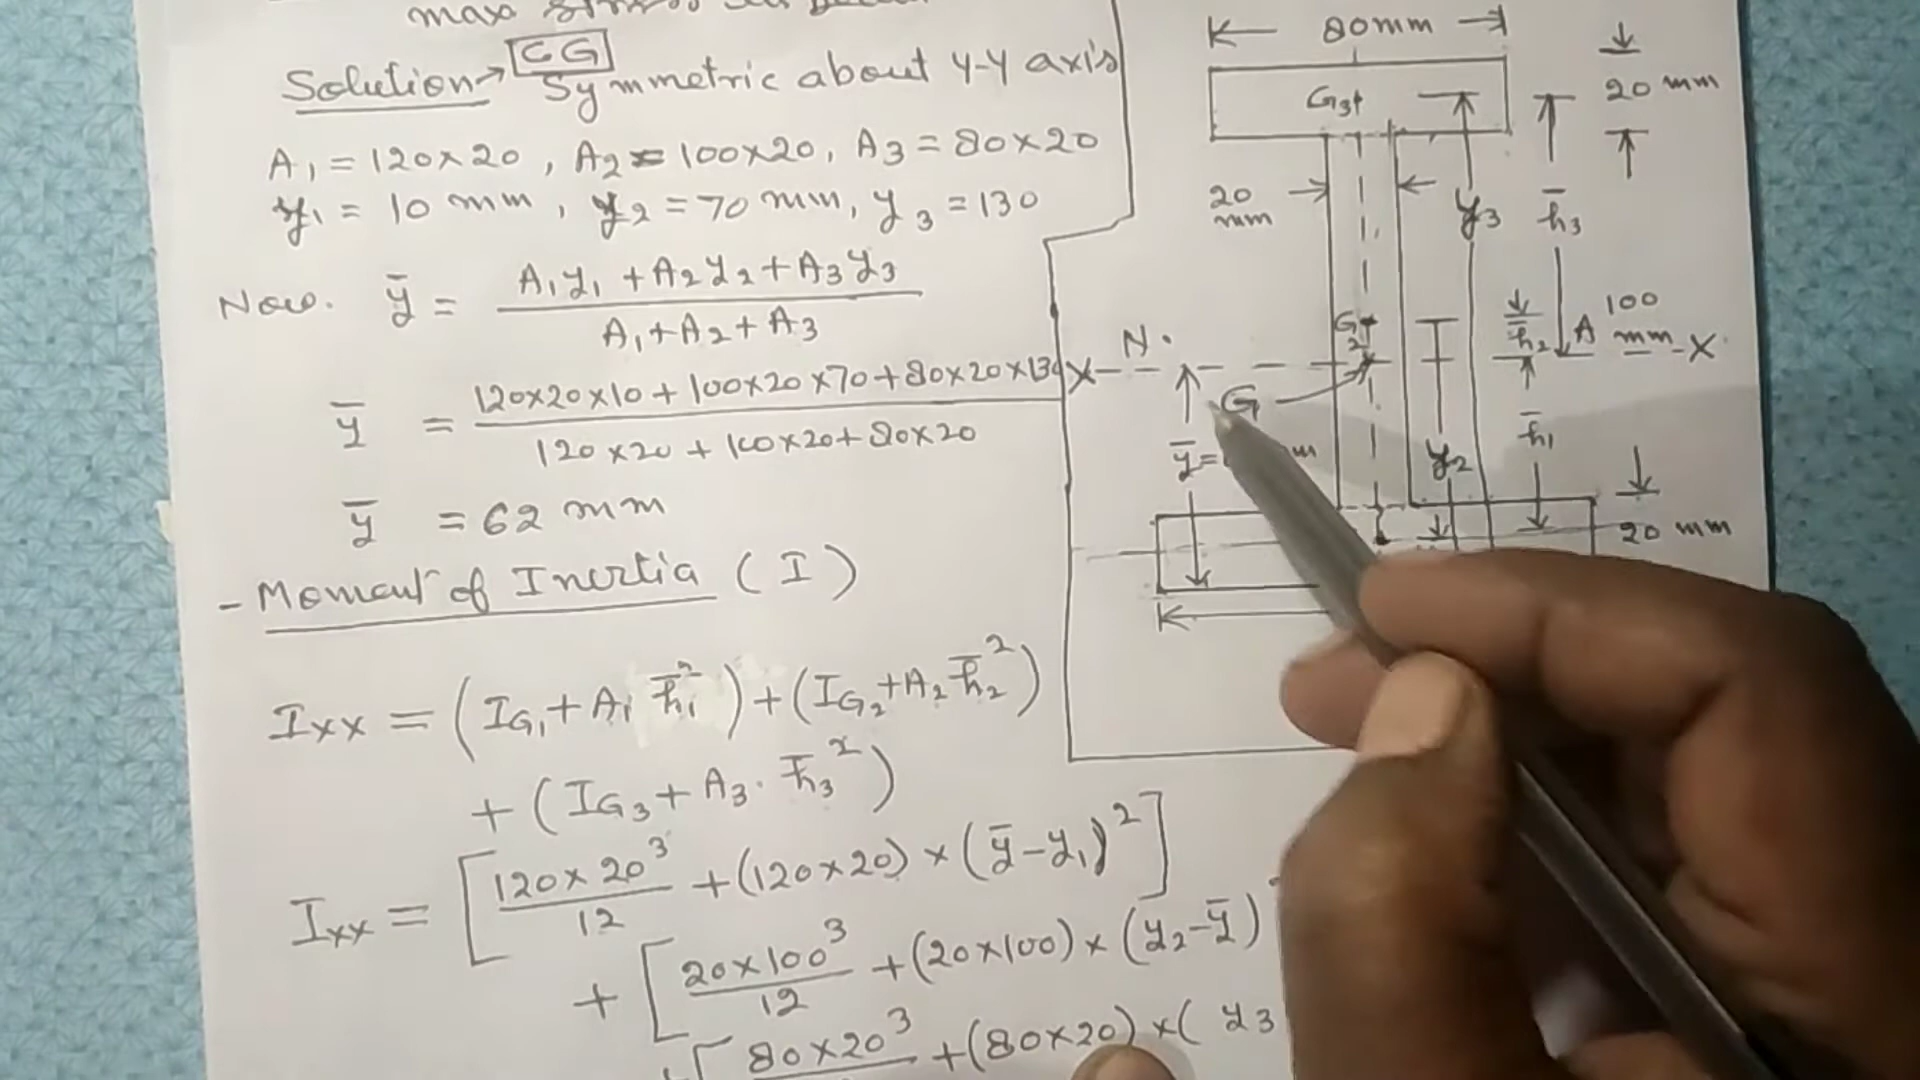 max
Solution → CG
Symmetric about y-y axis
A₁ = 120×20 , A₂ = 100×20, A₃ = 80×20
y₁ = 10 mm , y₂ = 70 mm, y₃ = 130
Now. ȳ = A₁y₁ + A₂y₂ + A₃y₃
A₁ + A₂ + A₃
ȳ = 120×20×10 + 100×20×70 + 80×20×130
120×20 + 100×20 + 80×20
ȳ = 62 mm
- Moment of Inertia (I)
Ixx = (IG₁ + A₁ h̄₁²) + (IG₂ + A₂ h̄₂²)
+ (IG₃ + A₃ . h̄₃²)
Ixx = [120×20³
12 + (120×20) × (ȳ - y₁)²]
+ [20×100³
12 + (20×100) × (y₂ - ȳ)
+ [80×20³ + (80×20) × ( y₃
80mm
G₃
20 mm
20
mm
y₃
h̄₃
N.
G₂
h̄₂
A
100
mm
X
X
G
ȳ =
y₂
h̄₁
20 mm